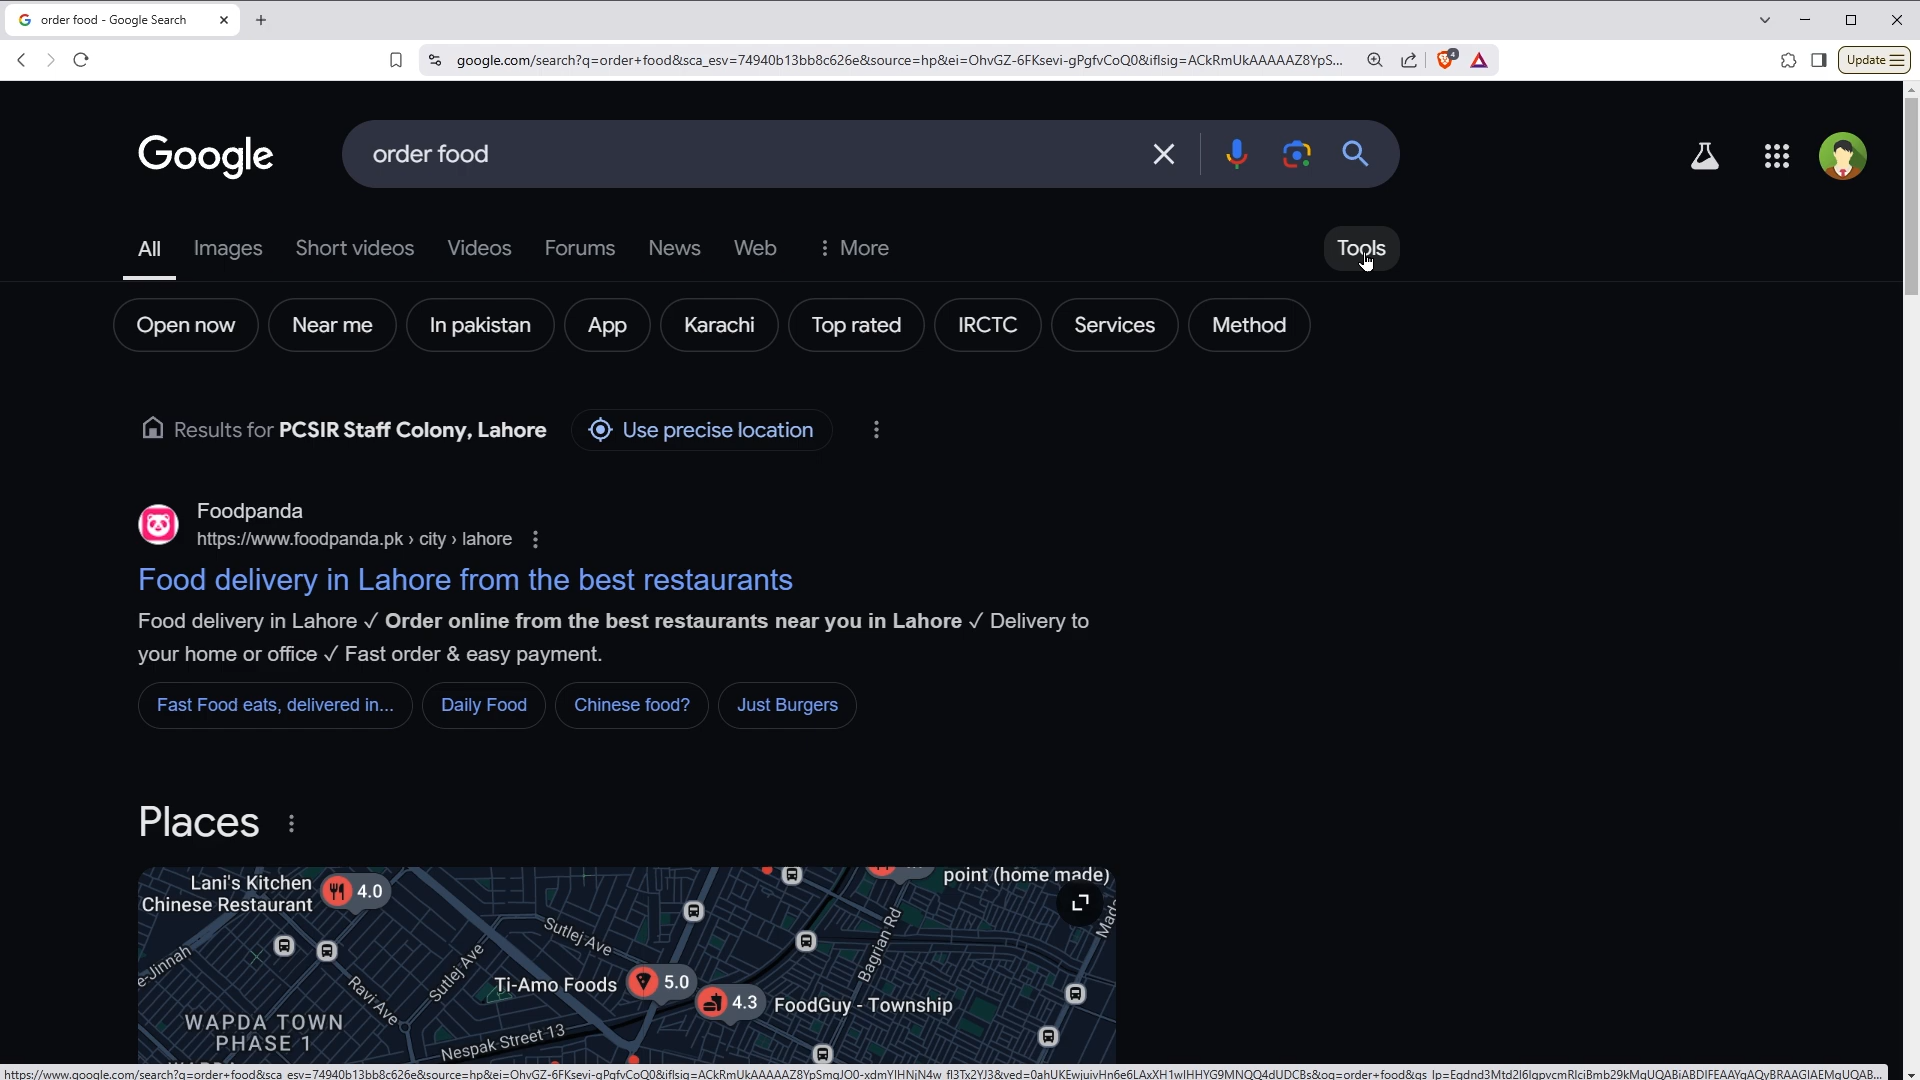 order food - Google Search
google.com/search?q=order+food&sca_esv=74940b13bb8c626e&source=hp&ei=OhvGZ-6FKsevi-gPgfvCoQ0&iflsig=ACkRmUkAAAAAZ8YpS...
4
Update
Google
order food
All
Images
Short videos
Videos
Forums
News
Web
More
Tools
Open now
Near me
In pakistan
App
Karachi
Top rated
IRCTC
Services
Method
Results for PCSIR Staff Colony, Lahore
Use precise location
Foodpanda
https://www.foodpanda.pk › city › lahore
Food delivery in Lahore from the best restaurants
Food delivery in Lahore ✓ Order online from the best restaurants near you in Lahore ✓ Delivery to
your home or office ✓ Fast order & easy payment.
Fast Food eats, delivered in...
Daily Food
Chinese food?
Just Burgers
Places
Lani's Kitchen
Chinese Restaurant
4.0
point (home made)
Sutlej Ave
Sutlej Ave
Bagrian Rd
e-Jinnah
Ravi Ave
Ti-Amo Foods
5.0
4.3
FoodGuy - Township
WAPDA TOWN
PHASE 1
Nespak Street 13